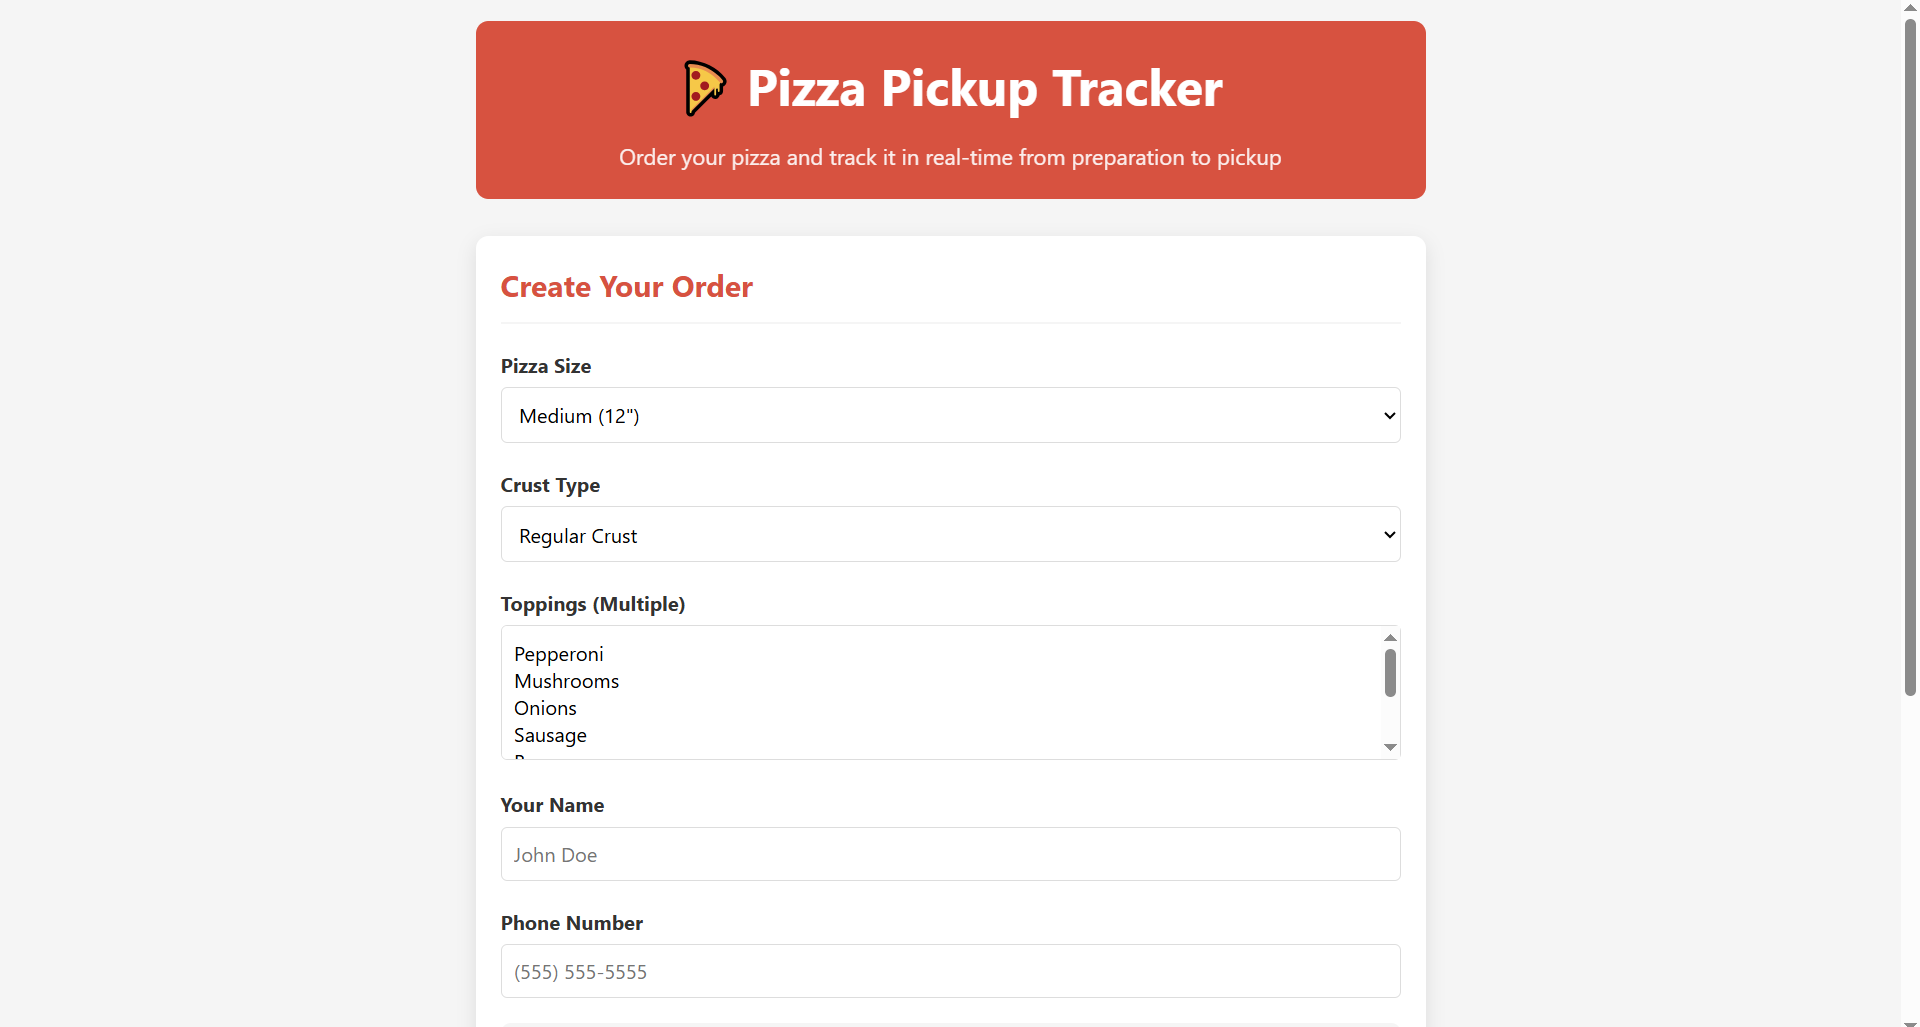 Pizza Pickup Tracker
Order your pizza and track it in real-time from preparation to pickup
Create Your Order
Pizza Size
Medium (12")
Crust Type
Regular Crust
Toppings (Multiple)
Pepperoni
Mushrooms
Onions
Sausage
Your Name
John Doe
Phone Number
(555) 555-5555